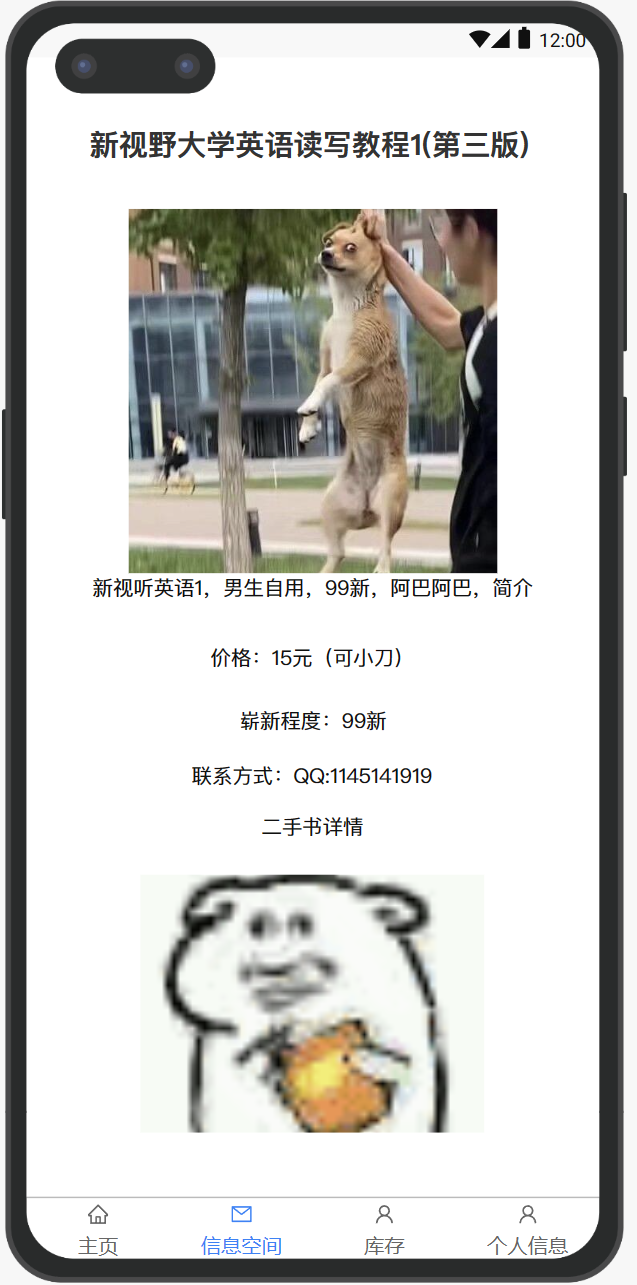 12:00
新视野大学英语读写教程1(第三版)
新视听英语1，男生自用，99新，阿巴阿巴，简介
价格：15元（可小刀）
崭新程度：99新
联系方式：QQ:1145141919
二手书详情
主页
信息空间
库存
个人信息